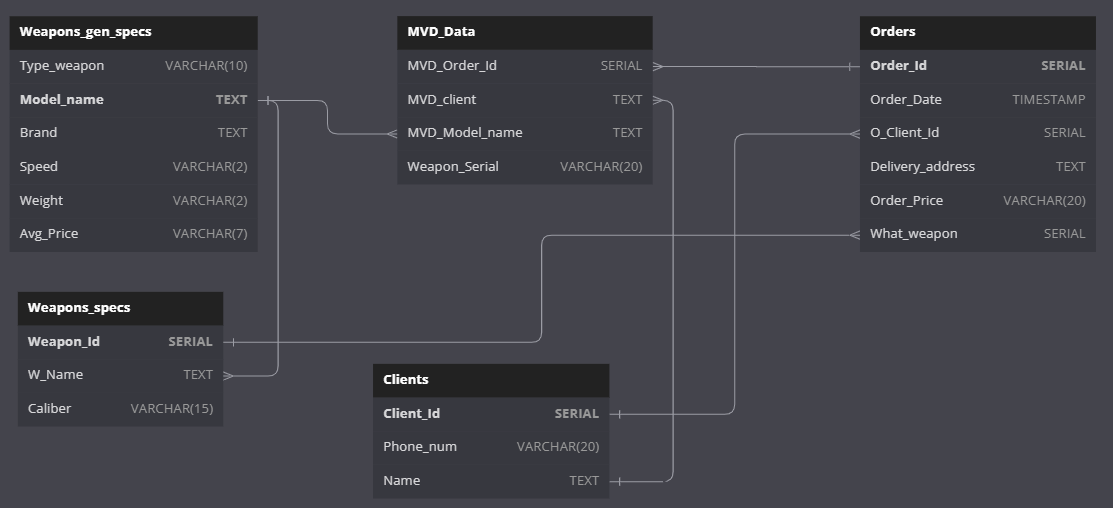 Weapons_gen_specs
Type_weapon VARCHAR(10)
Model_name TEXT
Brand TEXT
Speed VARCHAR(2)
Weight VARCHAR(2)
Avg_Price VARCHAR(7)
MVD_Data
MVD_Order_Id SERIAL
MVD_client TEXT
MVD_Model_name TEXT
Weapon_Serial VARCHAR(20)
Orders
Order_Id SERIAL
Order_Date TIMESTAMP
O_Client_Id SERIAL
Delivery_address TEXT
Order_Price VARCHAR(20)
What_weapon SERIAL
Weapons_specs
Weapon_Id SERIAL
W_Name TEXT
Caliber VARCHAR(15)
Clients
Client_Id SERIAL
Phone_num VARCHAR(20)
Name TEXT